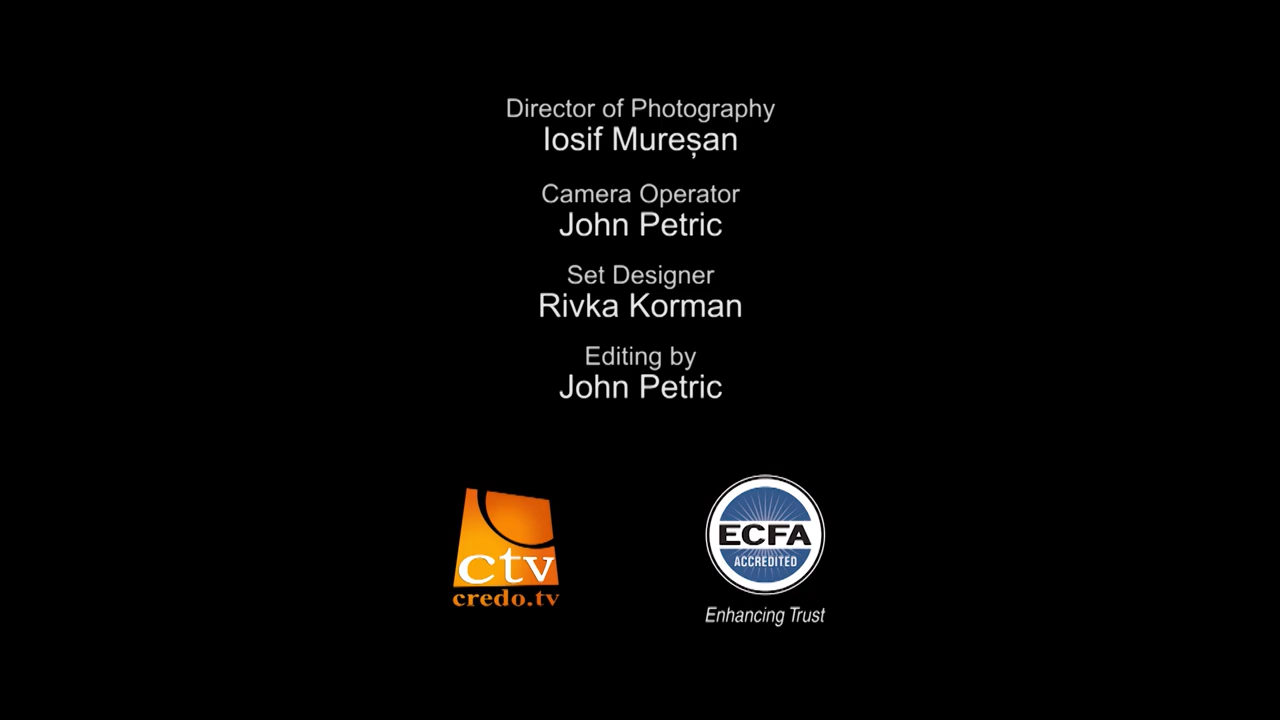 Director of Photography
Iosif Mureșan
Camera Operator
John Petric
Set Designer
Rivka Korman
Editing by
John Petric
ctv
credo.tv
ECFA
ACCREDITED
Enhancing Trust